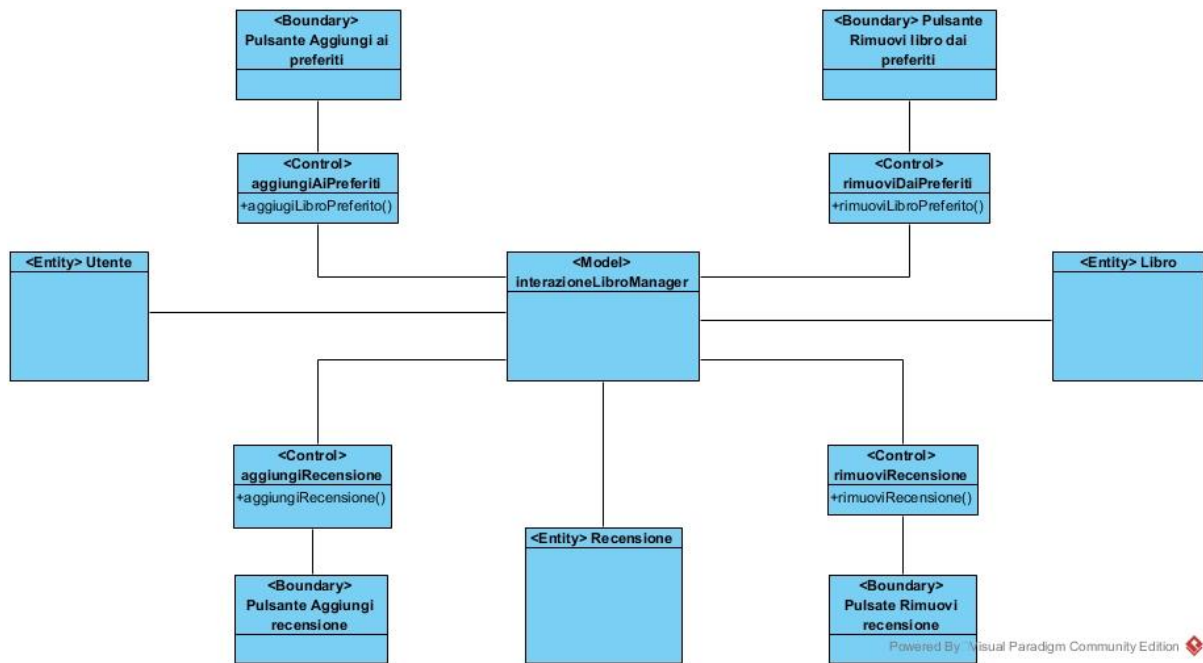 <Boundary>
Pulsante Aggiungi ai
preferiti
<Boundary> Pulsante
Rimuovi libro dai
preferiti
<Control>
aggiungiAiPreferiti
+aggiugiLibroPreferito()
<Control>
rimuoviDaiPreferiti
+rimuoviLibroPreferito()
<Entity> Utente
<Model>
interazioneLibroManager
<Entity> Libro
<Control>
aggiungiRecensione
+aggiungiRecensione()
<Control>
rimuoviRecensione
+rimuoviRecensione()
<Entity> Recensione
<Boundary>
Pulsante Aggiungi
recensione
<Boundary>
Pulsate Rimuovi
recensione
Powered By Visual Paradigm Community Edition